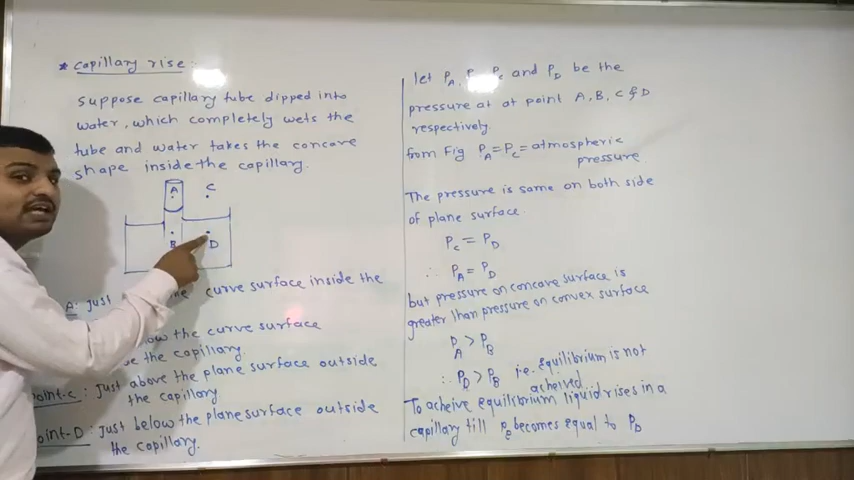 * Capillary rise:
suppose capillary tube dipped into
water, which completely wets the
tube and water takes the concave
shape inside the capillary.
A
C
B
D
A: Just
curve surface inside the
the curve surface
the capillary.
oint-C: Just above the plane surface outside
the capillary
oint-D: Just below the plane surface outside
the capillary.
let PA, Pc and PD be the
pressure at at point A, B, C & D
respectively.
from Fig PA = Pc = atmospheric
pressure.
The pressure is same on both side
of plane surface.
Pc = PD
∴ PA = PD
but pressure on concave surface is
greater than pressure on convex surface
PA > PB
∴ PD > PB i.e. equilibrium is not
acheived.
To acheive equilibrium liquid rises in a
capillary till PB becomes equal to PD